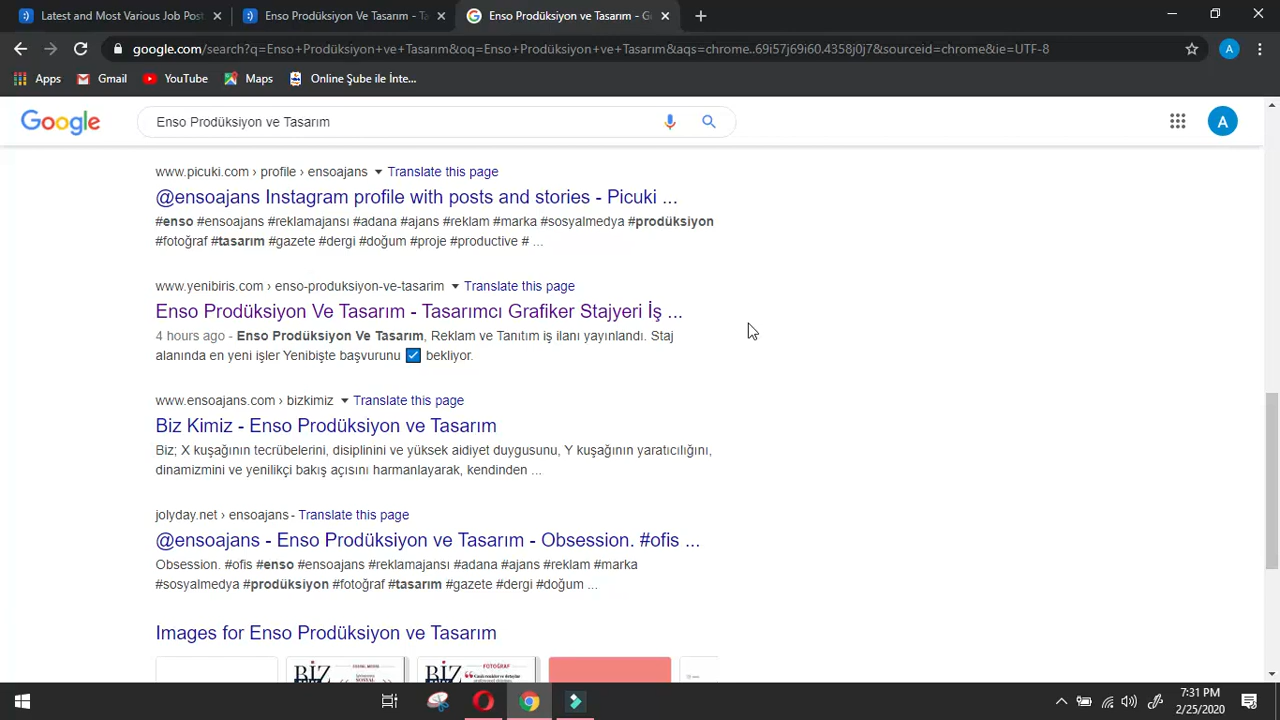 Latest and Most Various Job Post
Enso Prodüksiyon Ve Tasarım - Ta
Enso Prodüksiyon ve Tasarım - G
google.com/search?q=Enso+Prodüksiyon+ve+Tasarım&oq=Enso+Prodüksiyon+ve+Tasarım&aqs=chrome..69i57j69i60.4358j0j7&sourceid=chrome&ie=UTF-8
A
Apps
Gmail
YouTube
Maps
Online Şube ile İnte...
Google
Enso Prodüksiyon ve Tasarım
A
www.picuki.com › profile › ensoajans Translate this page
@ensoajans Instagram profile with posts and stories - Picuki ...
#enso #ensoajans #reklamajansı #adana #ajans #reklam #marka #sosyalmedya #prodüksiyon
#fotoğraf #tasarım #gazete #dergi #doğum #proje #productive # ...
www.yenibiris.com › enso-produksiyon-ve-tasarim Translate this page
Enso Prodüksiyon Ve Tasarım - Tasarımcı Grafiker Stajyeri İş ...
4 hours ago - Enso Prodüksiyon Ve Tasarım, Reklam ve Tanıtım iş ilanı yayınlandı. Staj
alanında en yeni işler Yenibişte başvurunu ☑ bekliyor.
www.ensoajans.com › bizkimiz Translate this page
Biz Kimiz - Enso Prodüksiyon ve Tasarım
Biz; X kuşağının tecrübelerini, disiplinini ve yüksek aidiyet duygusunu, Y kuşağının yaratıcılığını,
dinamizmini ve yenilikçi bakış açısını harmanlayarak, kendinden ...
jolyday.net › ensoajans - Translate this page
@ensoajans - Enso Prodüksiyon ve Tasarım - Obsession. #ofis ...
Obsession. #ofis #enso #ensoajans #reklamajansı #adana #ajans #reklam #marka
#sosyalmedya #prodüksiyon #fotoğraf #tasarım #gazete #dergi #doğum ...
Images for Enso Prodüksiyon ve Tasarım
BİZ
BİZ
FOTOĞRAF
7:31 PM
2/25/2020